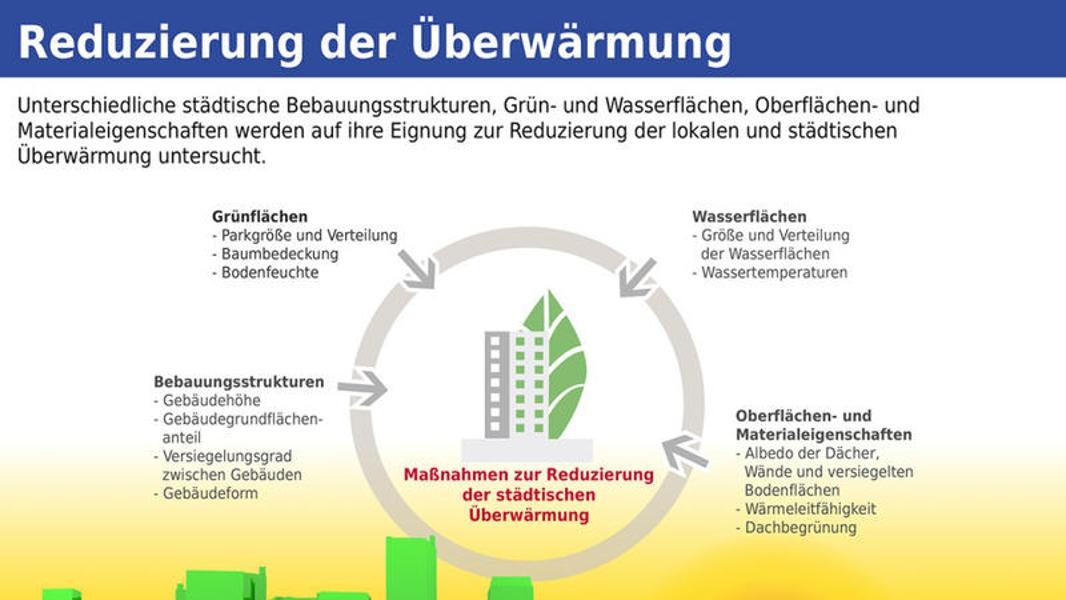 Reduzierung der Überwärmung
Unterschiedliche städtische Bebauungsstrukturen, Grün- und Wasserflächen, Oberflächen- und
Materialeigenschaften werden auf ihre Eignung zur Reduzierung der lokalen und städtischen
Überwärmung untersucht.
Grünflächen
- Parkgröße und Verteilung
- Baumbedeckung
- Bodenfeuchte
Wasserflächen
- Größe und Verteilung
der Wasserflächen
- Wassertemperaturen
Bebauungsstrukturen
- Gebäudehöhe
- Gebäudegrundflächen-
anteil
- Versiegelungsgrad
zwischen Gebäuden
- Gebäudeform
Oberflächen- und
Materialeigenschaften
- Albedo der Dächer,
Wände und versiegelten
Bodenflächen
- Wärmeleitfähigkeit
- Dachbegrünung
Maßnahmen zur Reduzierung
der städtischen
Überwärmung